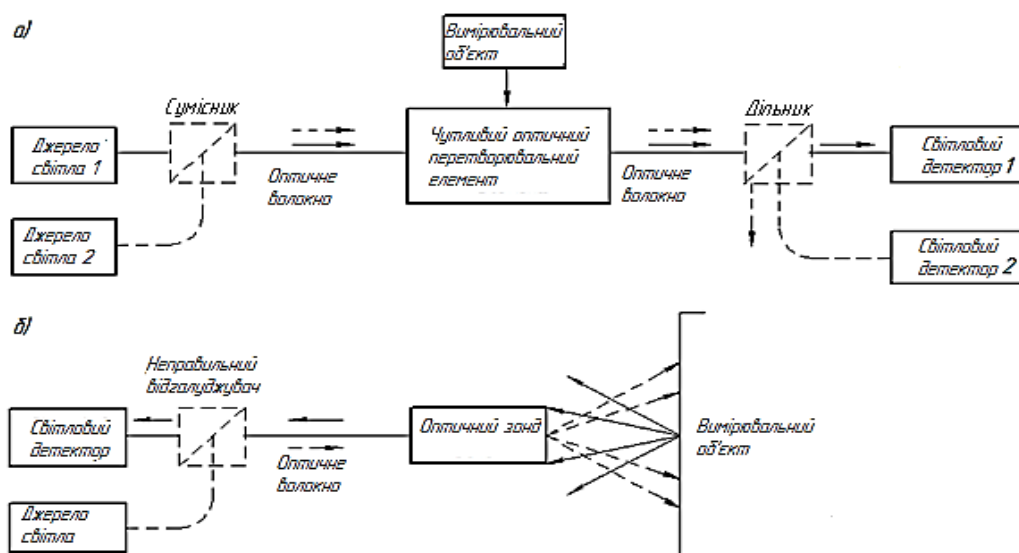 а)
Вимірювальний
об'єкт
Сумісник
Дільник
Джерело
світла 1
Чутливий оптичний
перетворювальний
елемент
Світловий
детектор 1
Оптичне
волокно
Оптичне
волокно
Джерело
світла 2
Світловий
детектор 2
б)
Неправильний
відгалуджувач
Світловий
детектор
Оптичний зонд
Вимірювальний
об'єкт
Оптичне
волокно
Джерело
світла